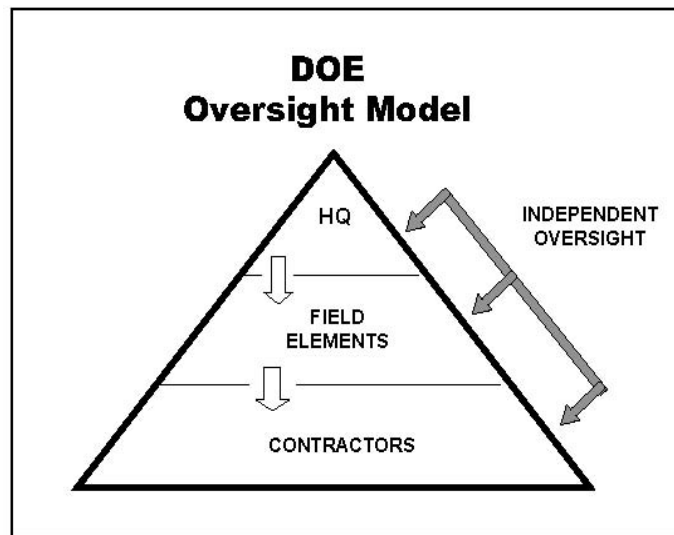 DOE
Oversight Model
HQ
INDEPENDENT
OVERSIGHT
FIELD
ELEMENTS
CONTRACTORS